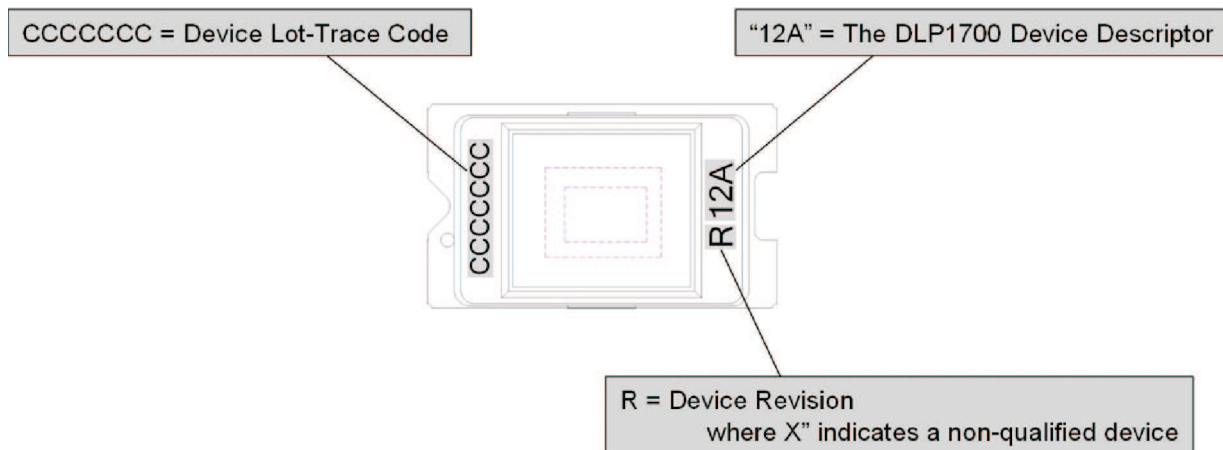 CCCCCCC = Device Lot-Trace Code
“12A” = The DLP1700 Device Descriptor
CCCCCCC
R 12A
R = Device Revision
where X” indicates a non-qualified device